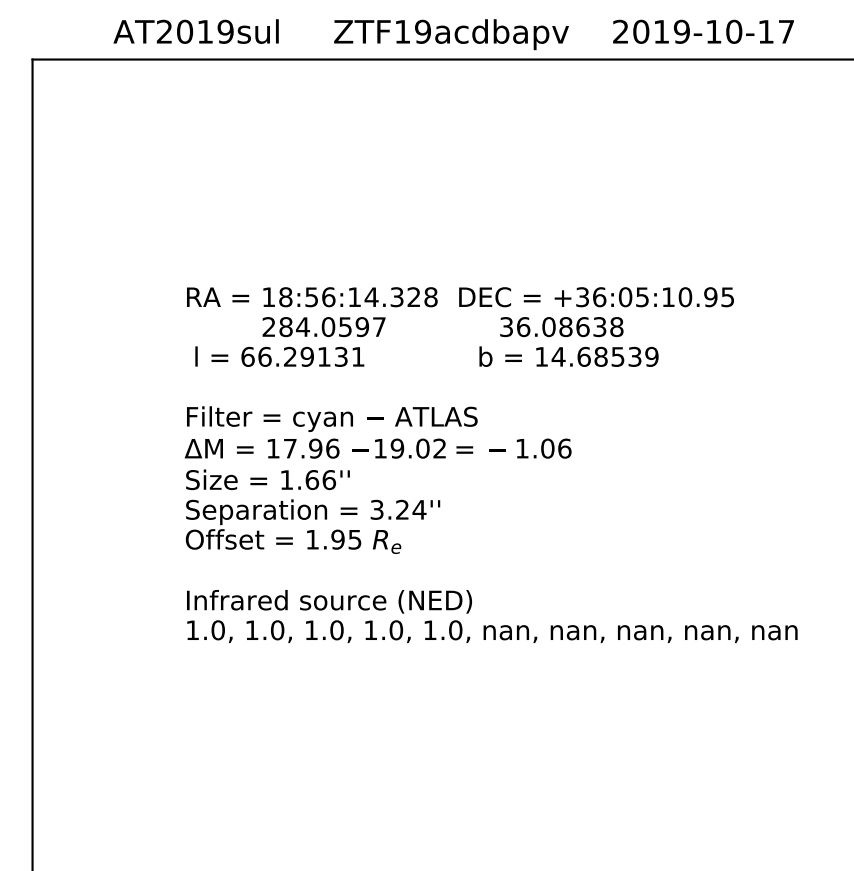 AT2019sul ZTF19acdbapv 2019-10-17
RA = 18:56:14.328 DEC = +36:05:10.95
284.0597 36.08638
l = 66.29131 b = 14.68539
Filter = cyan − ATLAS
ΔM = 17.96 −19.02 = − 1.06
Size = 1.66''
Separation = 3.24''
Offset = 1.95 Rₑ
Infrared source (NED)
1.0, 1.0, 1.0, 1.0, 1.0, nan, nan, nan, nan, nan